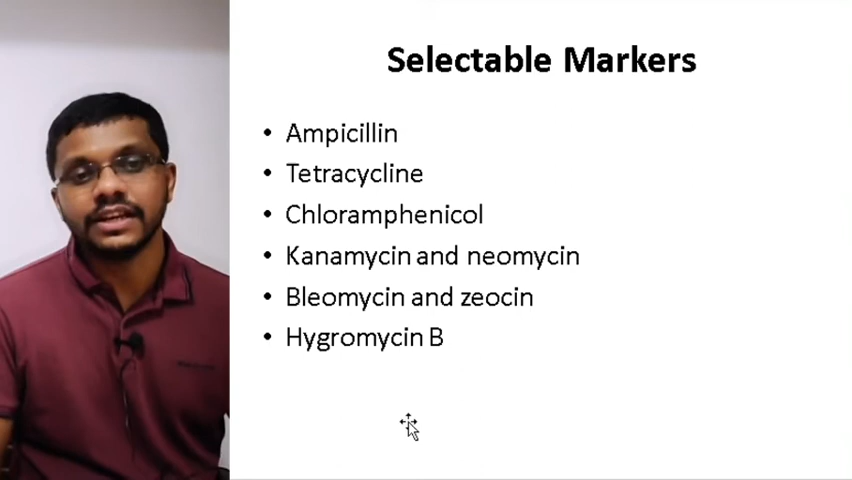 Selectable Markers
• Ampicillin
• Tetracycline
• Chloramphenicol
• Kanamycin and neomycin
• Bleomycin and zeocin
• Hygromycin B